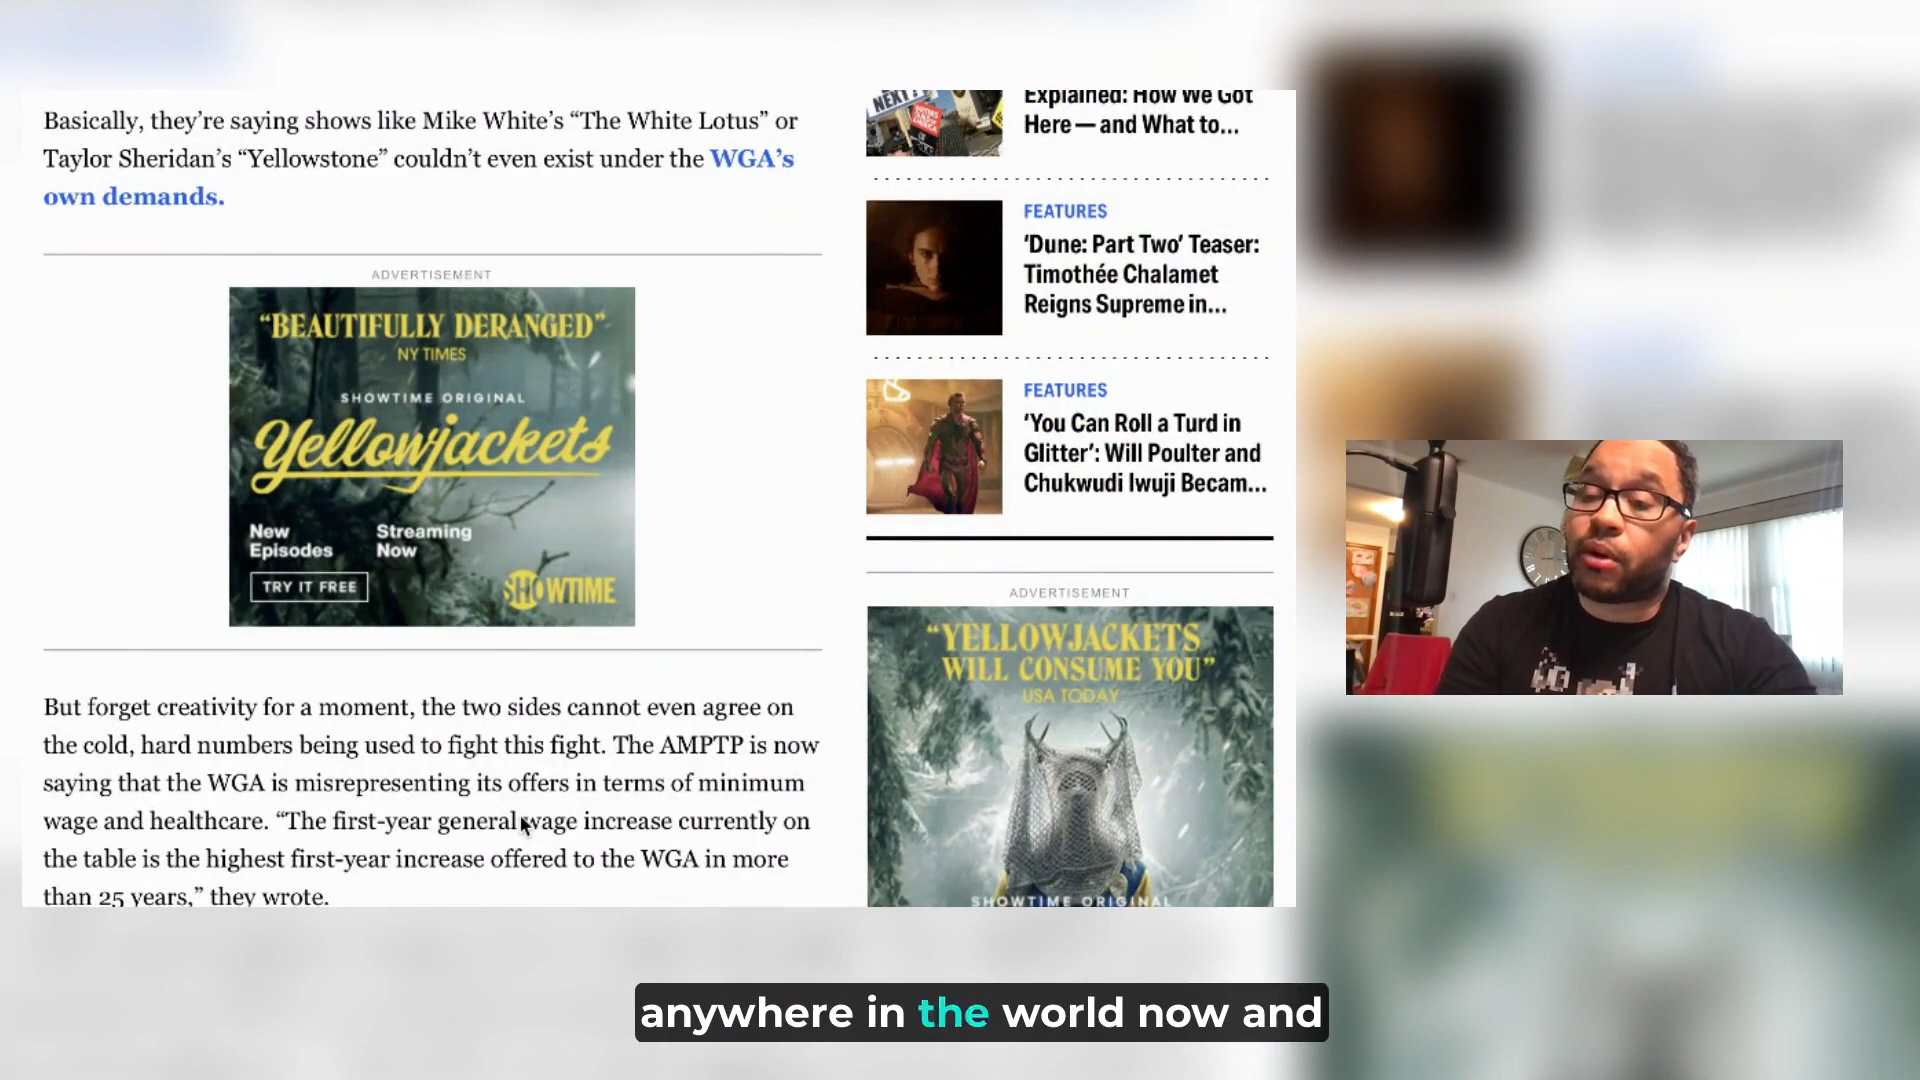 Basically, they’re saying shows like Mike White’s “The White Lotus” or
Taylor Sheridan’s “Yellowstone” couldn’t even exist under the WGA’s
own demands.
ADVERTISEMENT
“BEAUTIFULLY DERANGED”
NY TIMES
SHOWTIME ORIGINAL
Yellowjackets
New
Episodes
Streaming
Now
TRY IT FREE
SHOWTIME
But forget creativity for a moment, the two sides cannot even agree on
the cold, hard numbers being used to fight this fight. The AMPTP is now
saying that the WGA is misrepresenting its offers in terms of minimum
wage and healthcare. “The first-year general wage increase currently on
the table is the highest first-year increase offered to the WGA in more
than 25 years,” they wrote.
NEXT?
Explained: How We Got
Here — and What to...
FEATURES
‘Dune: Part Two’ Teaser:
Timothée Chalamet
Reigns Supreme in...
FEATURES
‘You Can Roll a Turd in
Glitter’: Will Poulter and
Chukwudi Iwuji Becam...
ADVERTISEMENT
“YELLOWJACKETS
WILL CONSUME YOU”
USA TODAY
SHOWTIME ORIGINAL
anywhere in the world now and